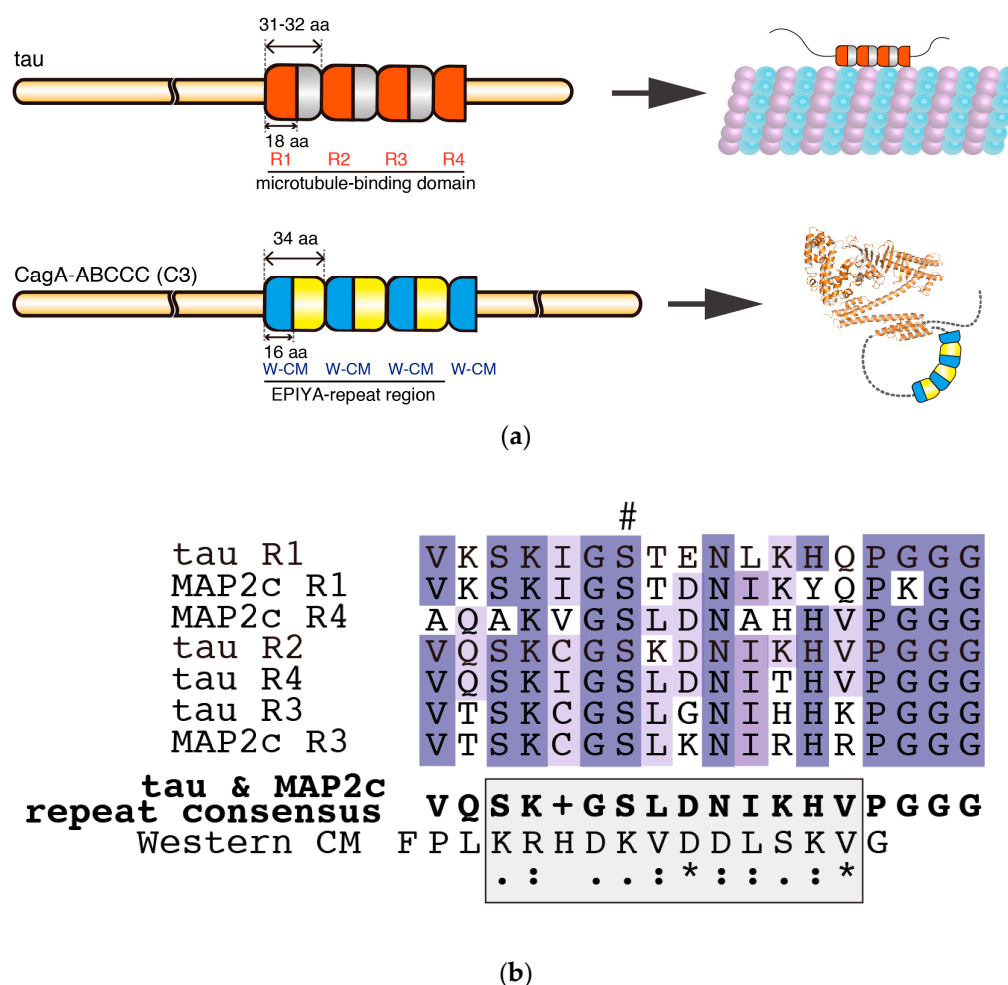 31-32 aa
tau
18 aa
R1 R2 R3 R4
microtubule-binding domain
34 aa
CagA-ABCCC (C3)
16 aa
W-CM W-CM W-CM W-CM
EPIYA-repeat region
(a)
#
tau R1 V K S K I G S T E N L K H Q P G G G
MAP2c R1 V K S K I G S T D N I K Y Q P K G G
MAP2c R4 A Q A K V G S L D N A H H V P G G G
tau R2 V Q S K C G S K D N I K H V P G G G
tau R4 V Q S K I G S L D N I T H V P G G G
tau R3 V T S K C G S L G N I H H K P G G G
MAP2c R3 V T S K C G S L K N I R H R P G G G
tau & MAP2c
repeat consensus V Q S K + G S L D N I K H V P G G G
Western CM F P L K R H D K V D D L S K V G
. : . . : * : : . : *
(b)